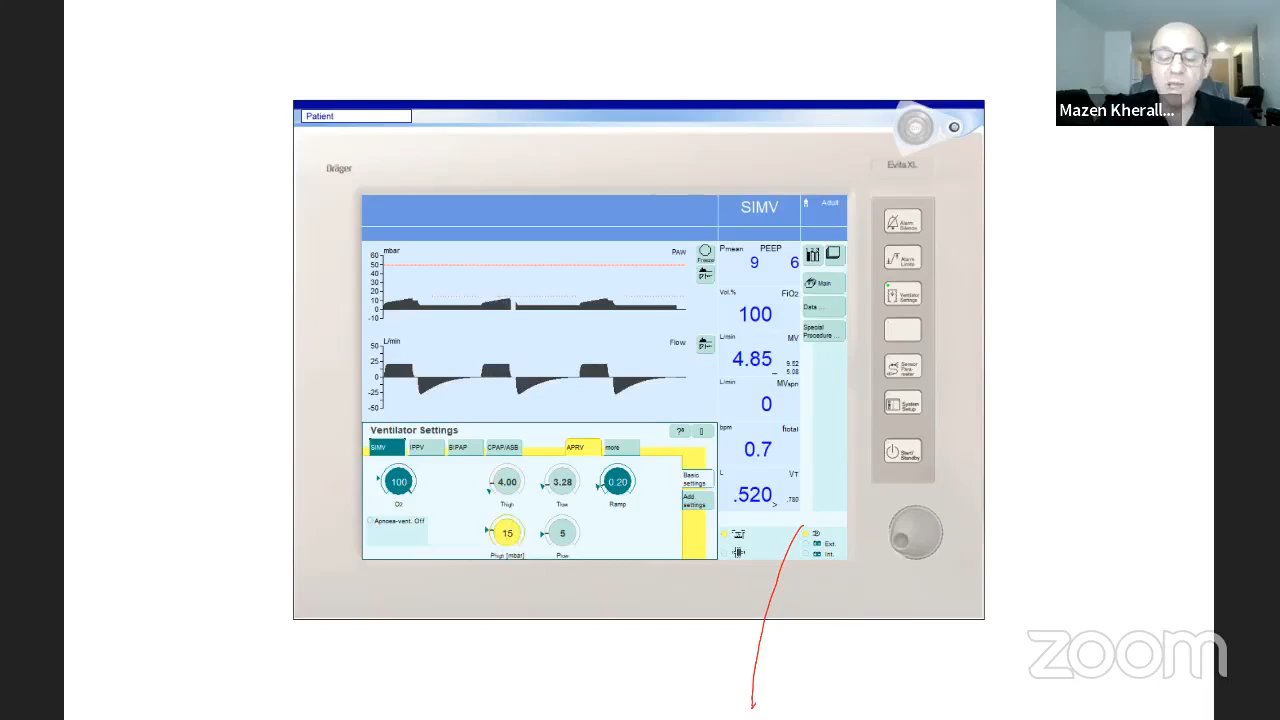 Mazen Kherall...
Patient
Dräger
Evita XL
SIMV
Adult
mbar
PAW
60
50
40
30
20
10
0
-10
Freeze
Pmean
PEEP
9
6
Vol.%
FiO2
100
Main
Data ...
Special
Procedure ...
L/min
Flow
50
25
0
-25
-50
L/min
MV
4.85
9.52
5.08
L/min
MVspn
0
bpm
ftotal
0.7
L
VT
.520
.780
Ventilator Settings
?
i
SIMV
IPPV
BIPAP
CPAP/ASB
APRV
more
100
4.00
3.28
0.20
O2
Thigh
Tlow
Ramp
Basic
settings
Add
settings
Apnoea-vent. Off
15
5
Phigh [mbar]
Plow
Ext.
Int.
Alarm
Silence
Alarm
Limits
Ventilator
Settings
Sensor
Para-
meter
System
Setup
Start/
Standby
zoom